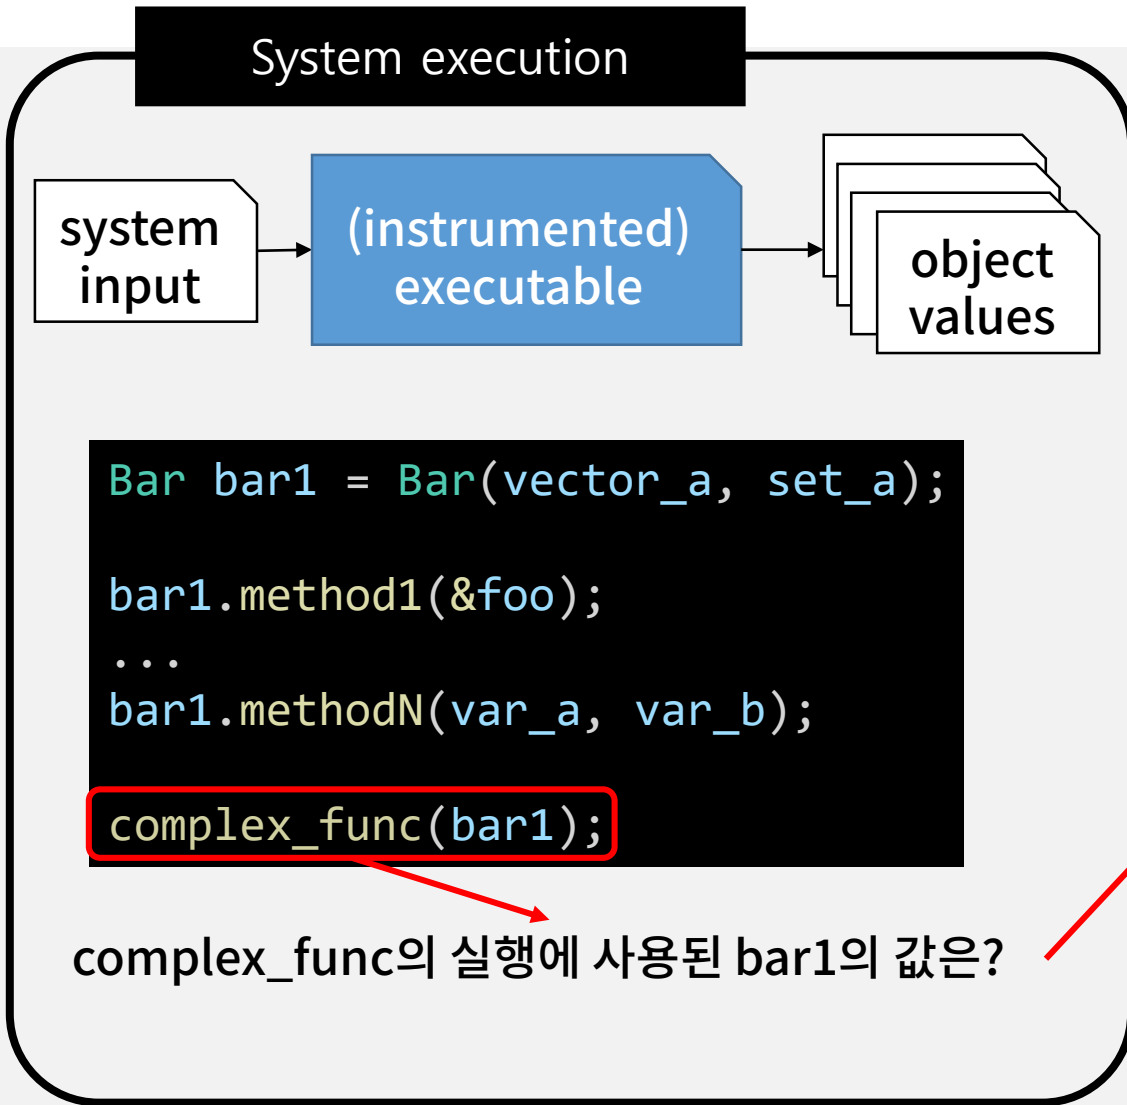 System execution
system
input
(instrumented)
executable
object
values
Bar bar1 = Bar(vector_a, set_a);
bar1.method1(&foo);
...
bar1.methodN(var_a, var_b);
complex_func(bar1);
complex_func의 실행에 사용된 bar1의 값은?